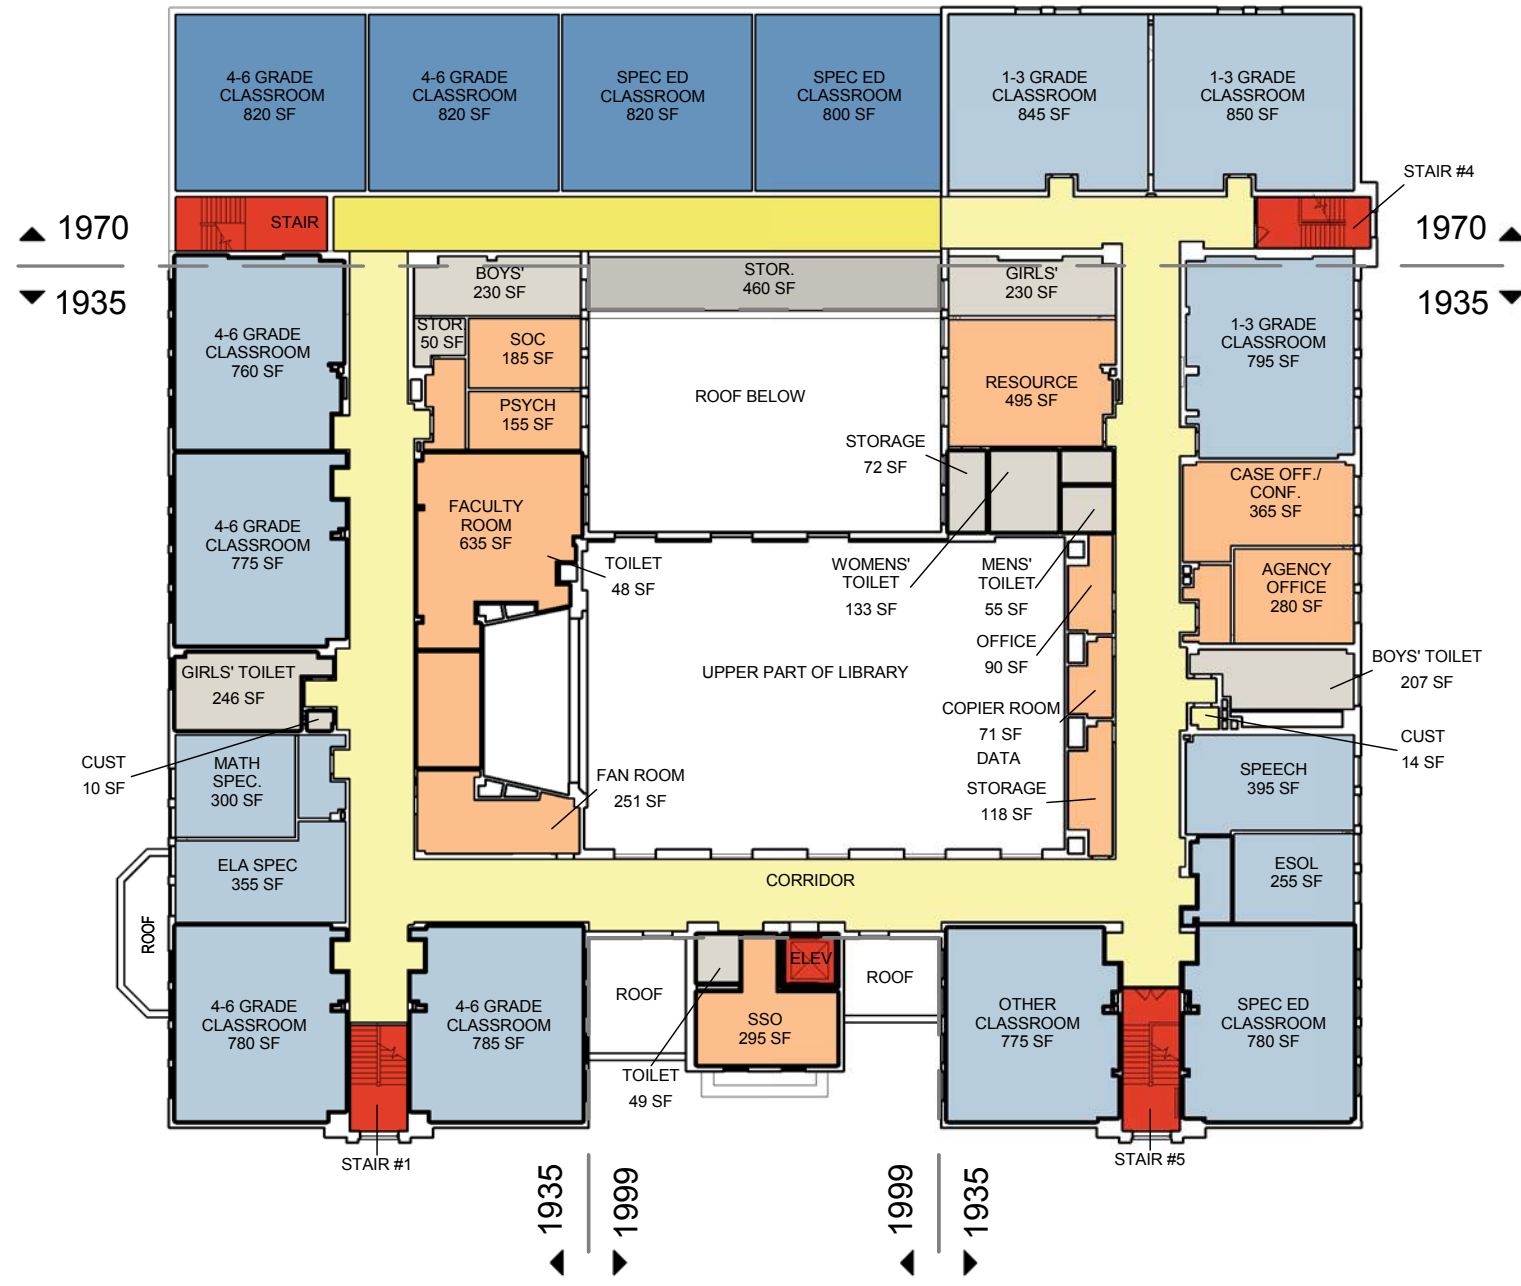 4-6 GRADE
CLASSROOM
820 SF
4-6 GRADE
CLASSROOM
820 SF
SPEC ED
CLASSROOM
820 SF
SPEC ED
CLASSROOM
800 SF
1-3 GRADE
CLASSROOM
845 SF
1-3 GRADE
CLASSROOM
850 SF
STAIR #4
STAIR
1970
1935
1970
1935
BOYS'
230 SF
STOR.
460 SF
GIRLS'
230 SF
STOR.
50 SF
SOC
185 SF
PSYCH
155 SF
4-6 GRADE
CLASSROOM
760 SF
ROOF BELOW
RESOURCE
495 SF
1-3 GRADE
CLASSROOM
795 SF
STORAGE
72 SF
CASE OFF./
CONF.
365 SF
4-6 GRADE
CLASSROOM
775 SF
FACULTY
ROOM
635 SF
TOILET
48 SF
WOMENS'
TOILET
133 SF
MENS'
TOILET
55 SF
AGENCY
OFFICE
280 SF
OFFICE
90 SF
GIRLS' TOILET
246 SF
UPPER PART OF LIBRARY
BOYS' TOILET
207 SF
COPIER ROOM
71 SF
DATA
STORAGE
118 SF
CUST
10 SF
CUST
14 SF
MATH
SPEC.
300 SF
FAN ROOM
251 SF
SPEECH
395 SF
ELA SPEC
355 SF
CORRIDOR
ESOL
255 SF
ROOF
4-6 GRADE
CLASSROOM
780 SF
4-6 GRADE
CLASSROOM
785 SF
ROOF
ELEV
ROOF
SSO
295 SF
OTHER
CLASSROOM
775 SF
SPEC ED
CLASSROOM
780 SF
TOILET
49 SF
STAIR #1
STAIR #5
1935
1999
1999
1935